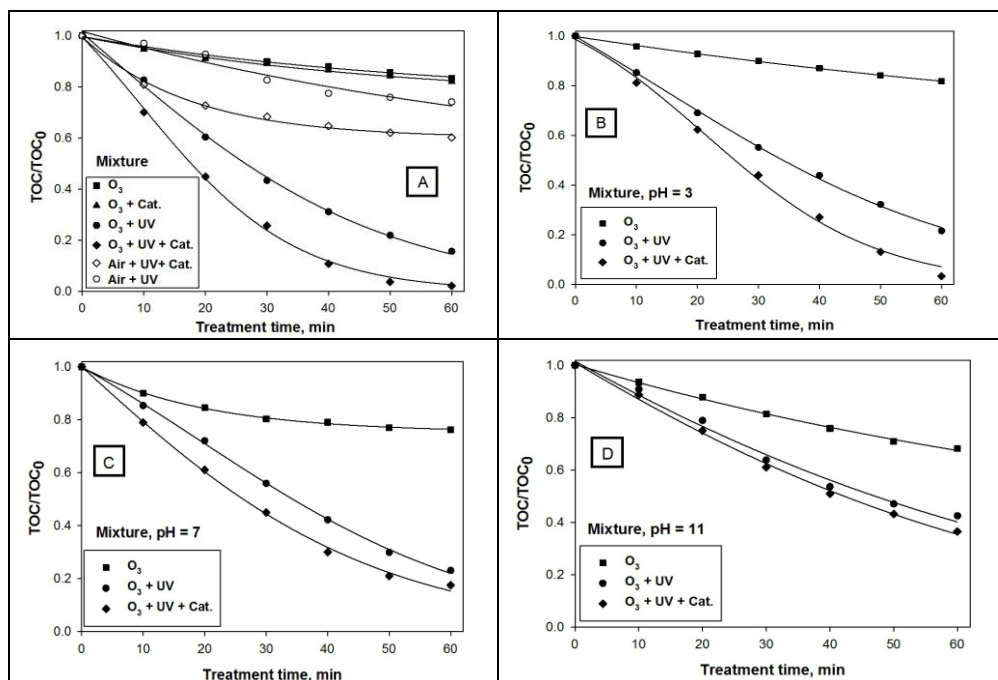 1.0
0.8
0.6
0.4
0.2
0.0
TOC/TOC₀
Mixture
O₃
O₃ + Cat.
O₃ + UV
O₃ + UV + Cat.
Air + UV+ Cat.
Air + UV
A
0 10 20 30 40 50 60
Treatment time, min
1.0
0.8
0.6
0.4
0.2
0.0
TOC/TOC₀
B
Mixture, pH = 3
O₃
O₃ + UV
O₃ + UV + Cat.
0 10 20 30 40 50 60
Treatment time, min
1.0
0.8
0.6
0.4
0.2
0.0
TOC/TOC₀
C
Mixture, pH = 7
O₃
O₃ + UV
O₃ + UV + Cat.
0 10 20 30 40 50 60
Treatment time, min
1.0
0.8
0.6
0.4
0.2
0.0
TOC/TOC₀
D
Mixture, pH = 11
O₃
O₃ + UV
O₃ + UV + Cat.
0 10 20 30 40 50 60
Treatment time, min